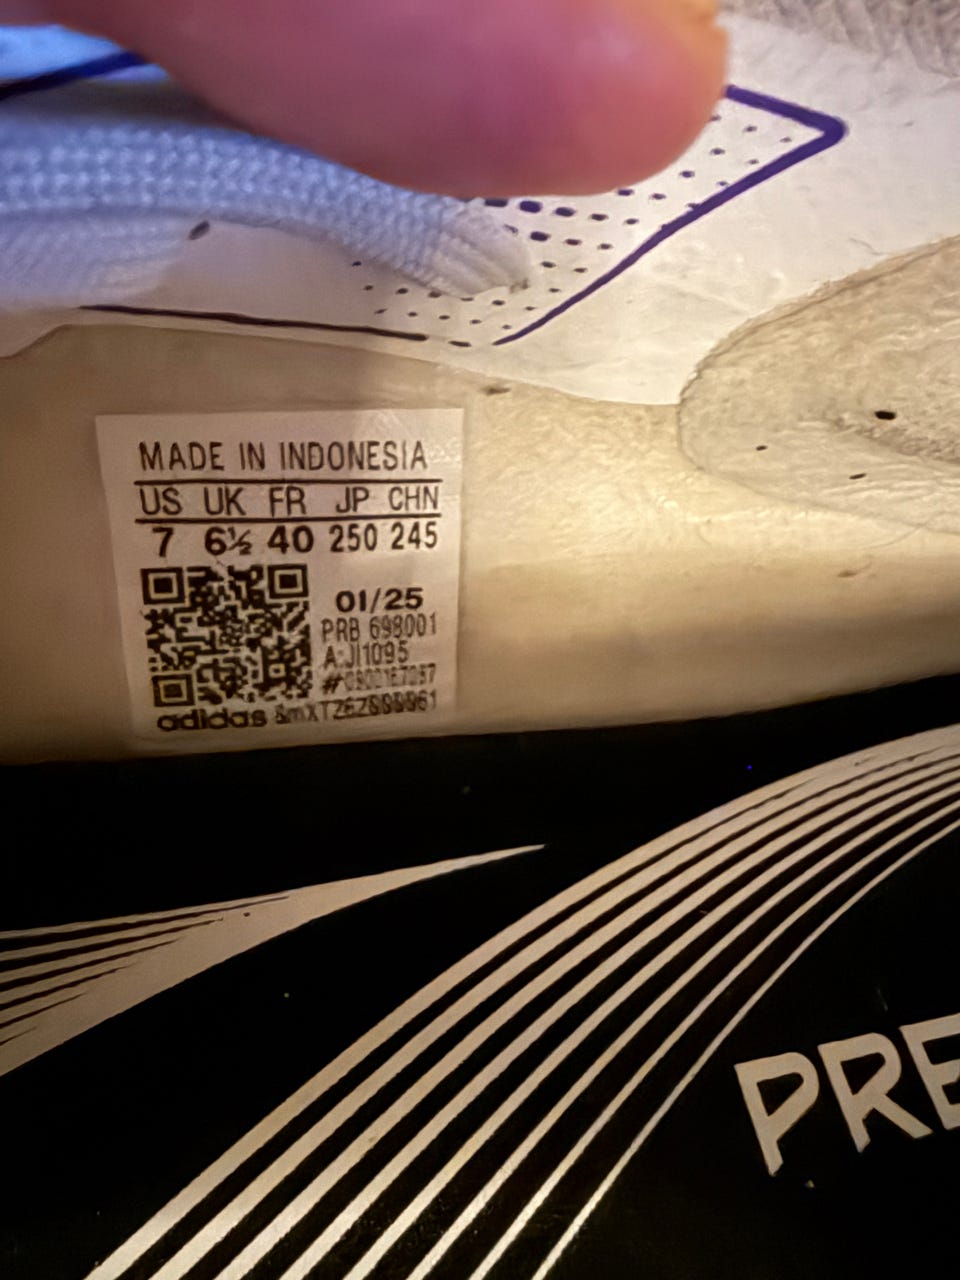 MADE IN INDONESIA
US UK FR JP CHN
7 6½ 40 250 245
01/25
PRB 698001
A:JI1095
adidas
PRE